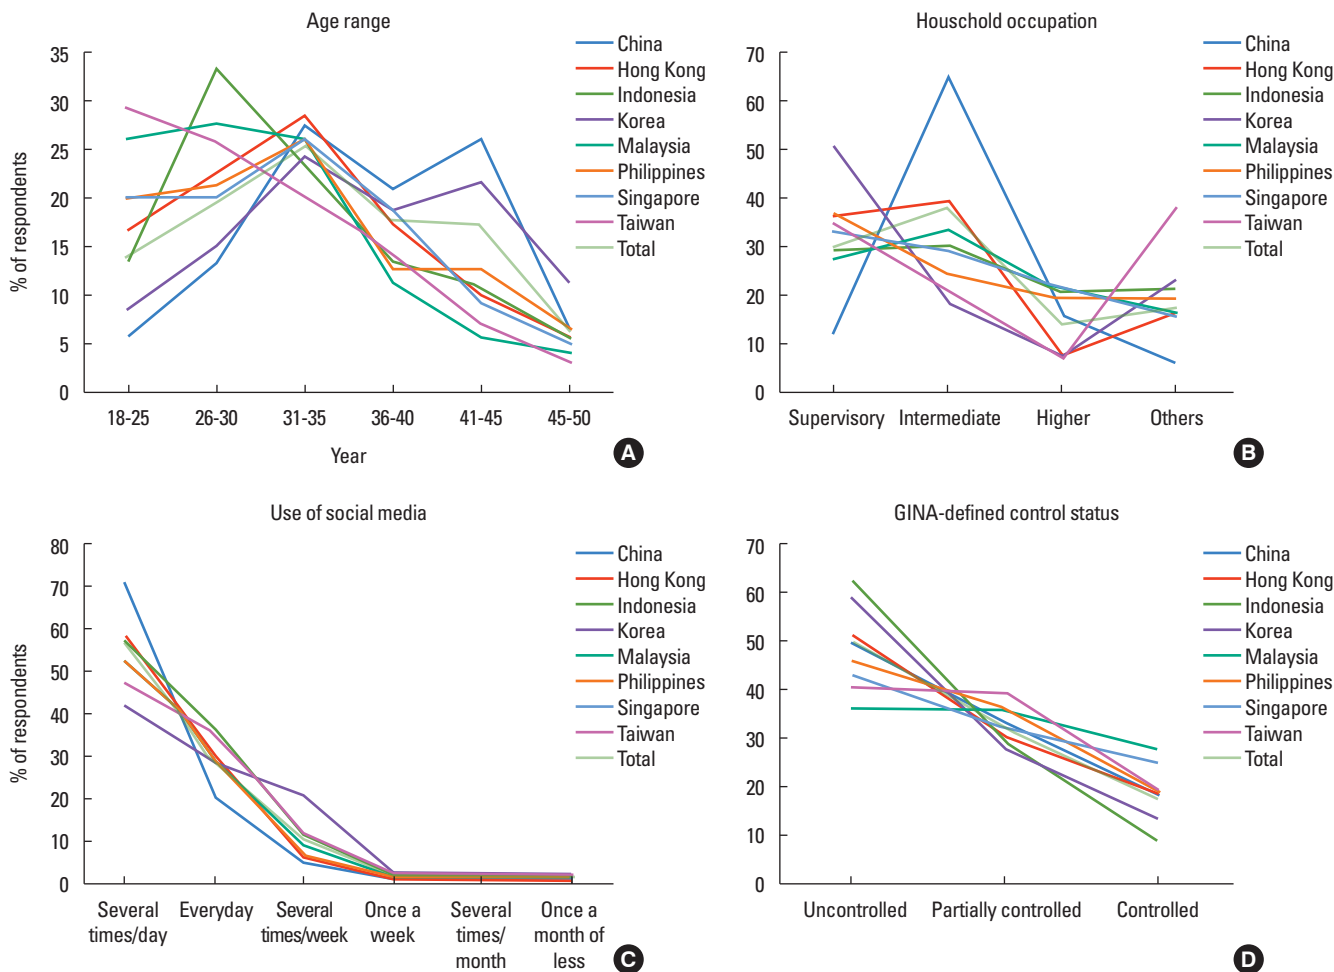 Age range
35
30
25
20
15
10
5
0
% of respondents
18-25 26-30 31-35 36-40 41-45 45-50
Year
China
Hong Kong
Indonesia
Korea
Malaysia
Philippines
Singapore
Taiwan
Total
A
Houschold occupation
70
60
50
40
30
20
10
0
Supervisory Intermediate Higher Others
China
Hong Kong
Indonesia
Korea
Malaysia
Philippines
Singapore
Taiwan
Total
B
Use of social media
80
70
60
50
40
30
20
10
0
% of respondents
Several times/day
Everyday
Several times/week
Once a week
Several times/ month
Once a month of less
China
Hong Kong
Indonesia
Korea
Malaysia
Philippines
Singapore
Taiwan
Total
C
GINA-defined control status
70
60
50
40
30
20
10
0
Uncontrolled Partially controlled Controlled
China
Hong Kong
Indonesia
Korea
Malaysia
Philippines
Singapore
Taiwan
Total
D